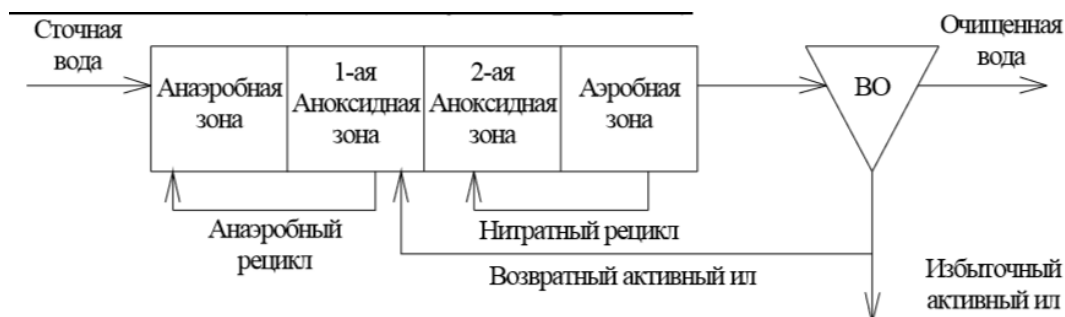 Сточная
вода
Анаэробная
зона
1-ая
Аноксидная
зона
2-ая
Аноксидная
зона
Аэробная
зона
ВО
Очищенная
вода
Анаэробный
рецикл
Нитратный рецикл
Возвратный активный ил
Избыточный
активный ил